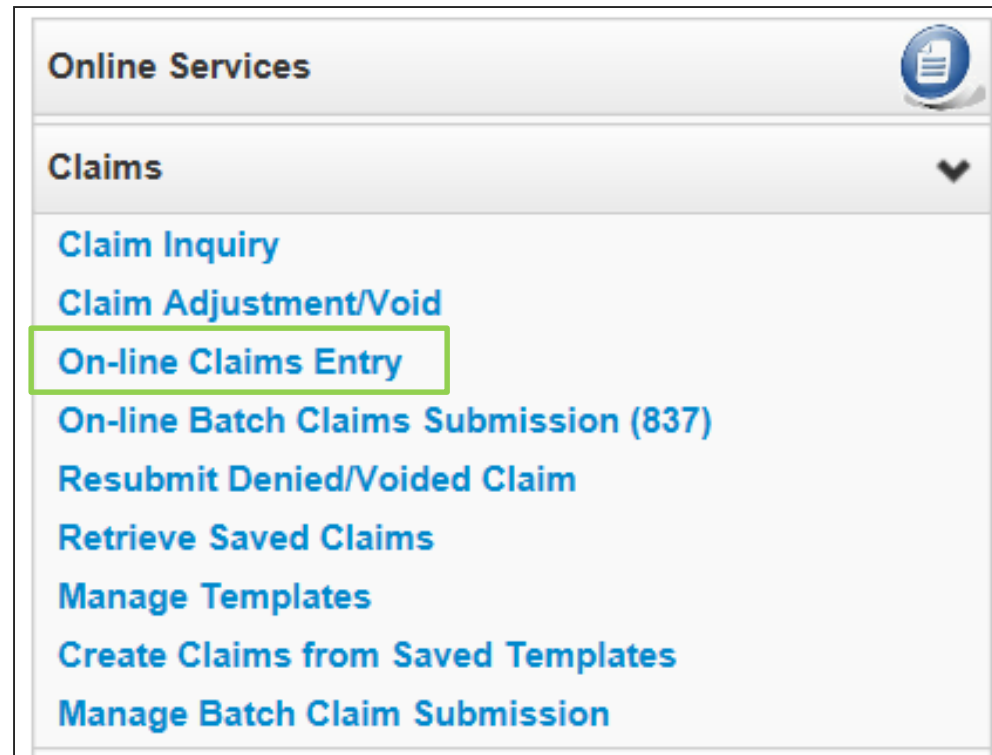 Online Services
Claims
Claim Inquiry
Claim Adjustment/Void
On-line Claims Entry
On-line Batch Claims Submission (837)
Resubmit Denied/Voided Claim
Retrieve Saved Claims
Manage Templates
Create Claims from Saved Templates
Manage Batch Claim Submission